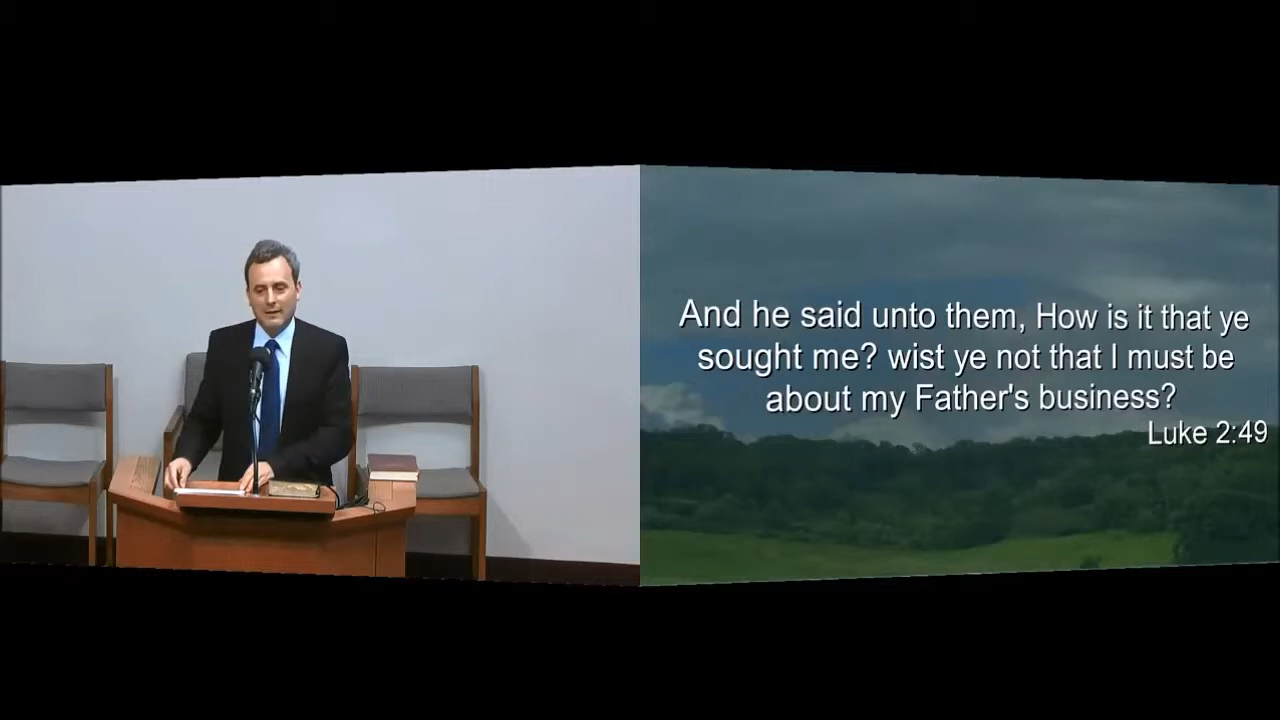 And he said unto them, How is it that ye
sought me? wist ye not that I must be
about my Father's business?
Luke 2:49